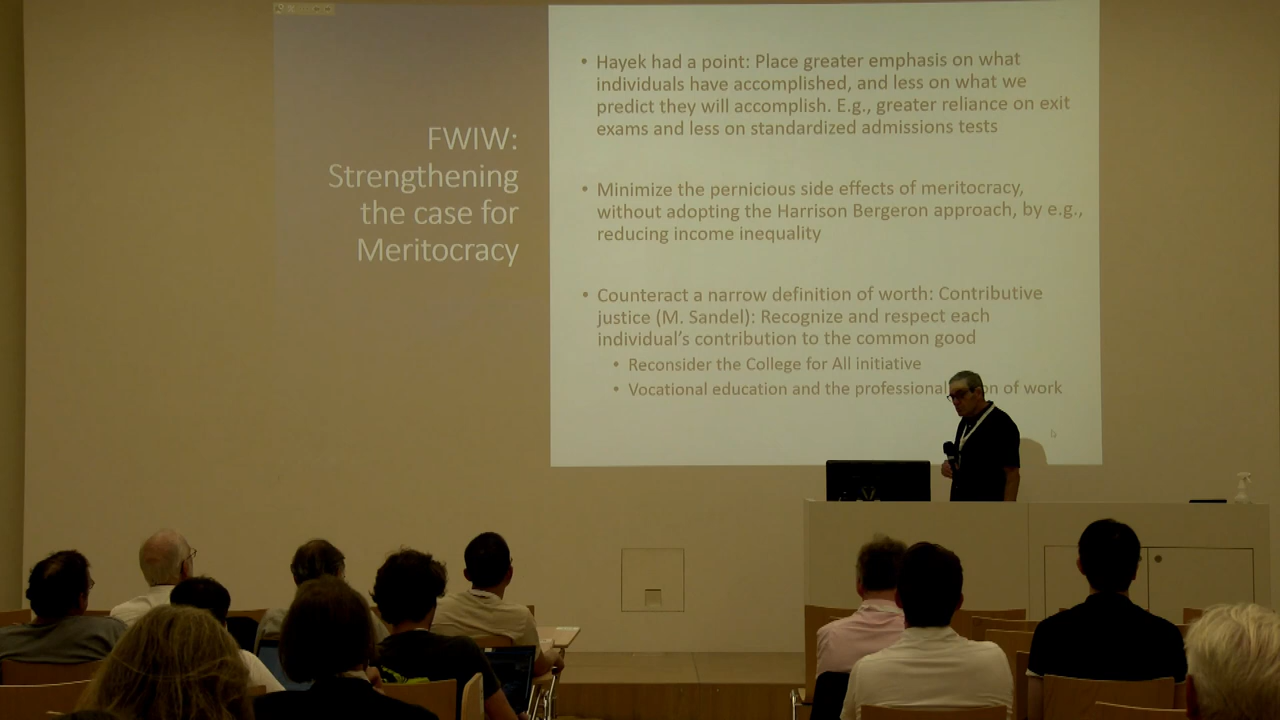 FWIW:
Strengthening
the case for
Meritocracy
• Hayek had a point: Place greater emphasis on what
individuals have accomplished, and less on what we
predict they will accomplish. E.g., greater reliance on exit
exams and less on standardized admissions tests
• Minimize the pernicious side effects of meritocracy,
without adopting the Harrison Bergeron approach, by e.g.,
reducing income inequality
• Counteract a narrow definition of worth: Contributive
justice (M. Sandel): Recognize and respect each
individual's contribution to the common good
• Reconsider the College for All initiative
• Vocational education and the of work